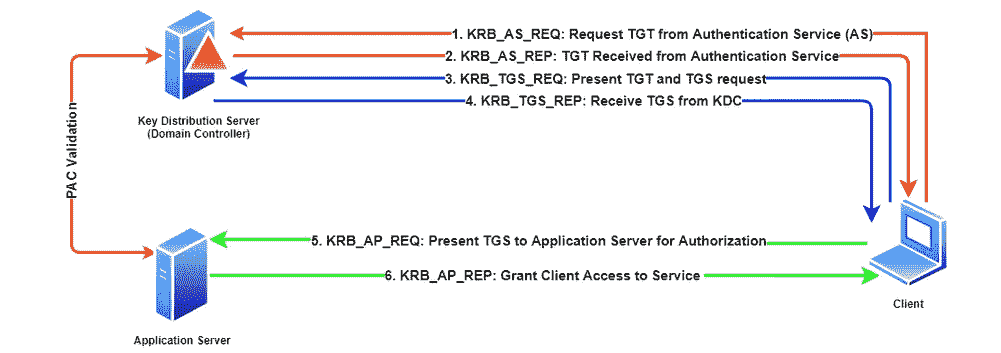 1. KRB_AS_REQ: Request TGT from Authentication Service (AS)
2. KRB_AS_REP: TGT Received from Authentication Service
3. KRB_TGS_REQ: Present TGT and TGS request
4. KRB_TGS_REP: Receive TGS from KDC
Key Distribution Server
(Domain Controller)
PAC Validation
5. KRB_AP_REQ: Present TGS to Application Server for Authorization
6. KRB_AP_REP: Grant Client Access to Service
Client
Application Server